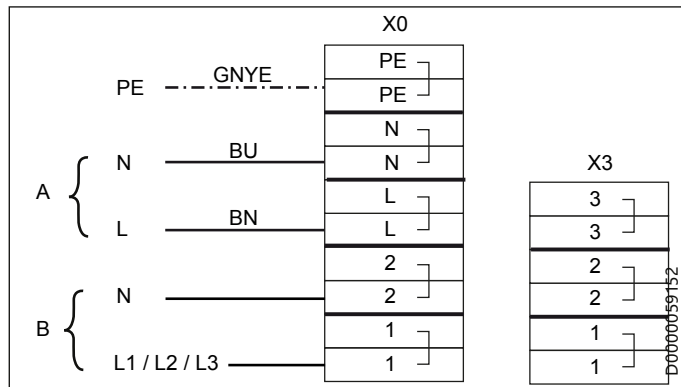 X0
PE
GNYE
PE
PE
N
A
N
BU
N
L
L
BN
L
2
B
N
2
1
L1 / L2 / L3
1
X3
3
3
2
2
1
1
D0000059152